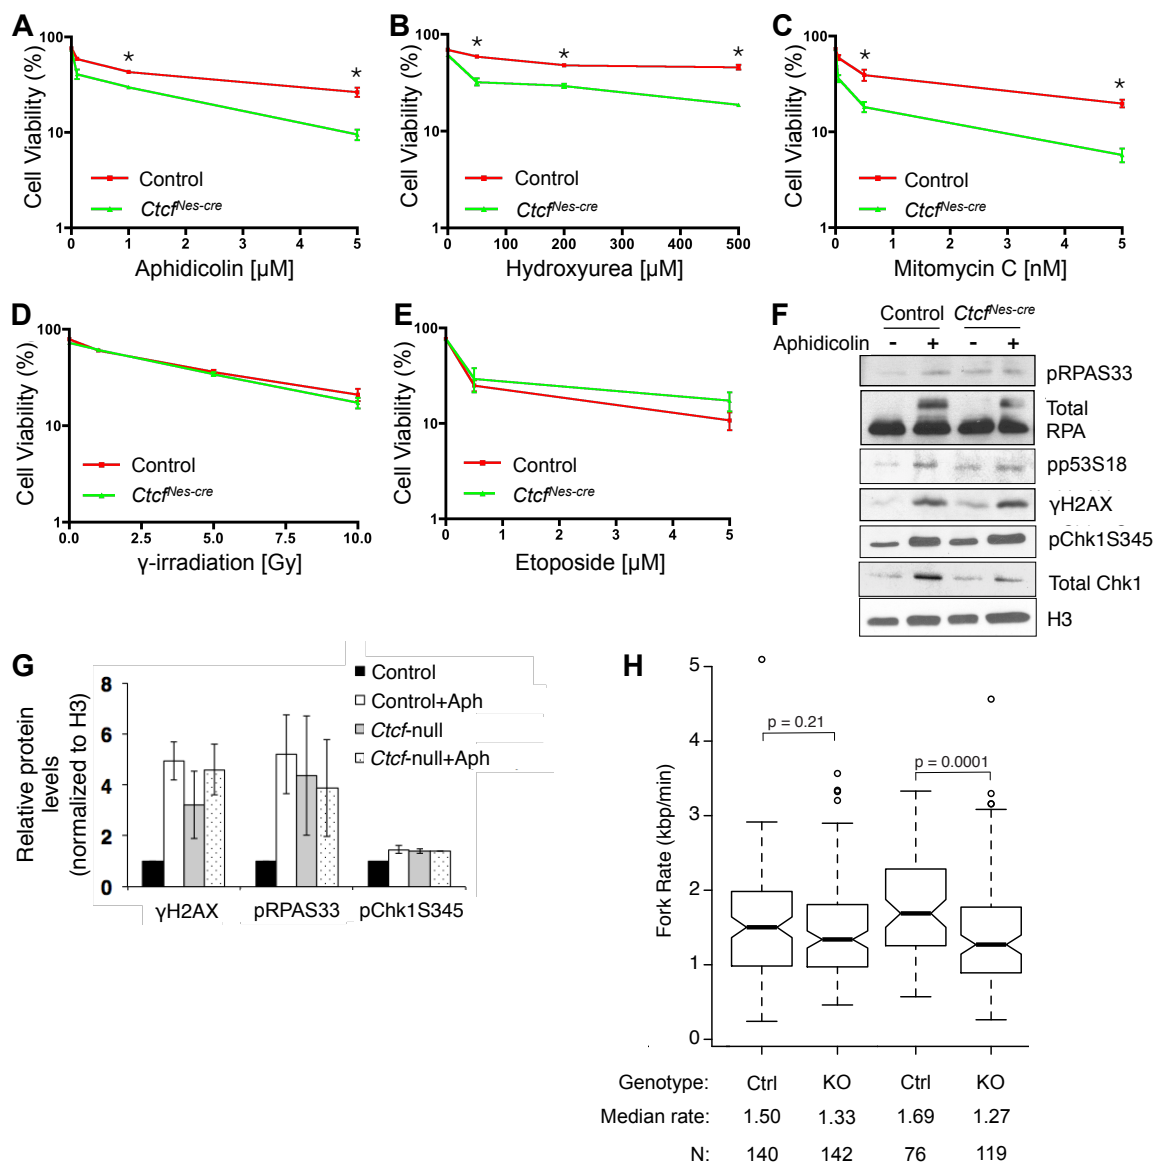 A
100
10
1
Cell Viability (%)
*
*
Control
Ctcf^Nes-cre
0 1 2 3 4 5
Aphidicolin [µM]
B
100
10
1
Cell Viability (%)
* * *
Control
Ctcf^Nes-cre
0 100 200 300 400 500
Hydroxyurea [µM]
C
100
10
1
Cell Viability (%)
*
*
Control
Ctcf^Nes-cre
0 1 2 3 4 5
Mitomycin C [nM]
D
100
10
1
Cell Viability (%)
Control
Ctcf^Nes-cre
0.0 2.5 5.0 7.5 10.0
γ-irradiation [Gy]
E
100
10
1
Cell Viability (%)
Control
Ctcf^Nes-cre
0 1 2 3 4 5
Etoposide [µM]
F
Control Ctcf^Nes-cre
Aphidicolin - + - +
pRPAS33
Total
RPA
pp53S18
γH2AX
pChk1S345
Total Chk1
H3
G
Relative protein
levels
(normalized to H3)
8
6
4
2
0
Control
Control+Aph
Ctcf-null
Ctcf-null+Aph
γH2AX pRPAS33 pChk1S345
H
Fork Rate (kbp/min)
5
4
3
2
1
0
p = 0.21
p = 0.0001
Genotype: Ctrl KO Ctrl KO
Median rate: 1.50 1.33 1.69 1.27
N: 140 142 76 119